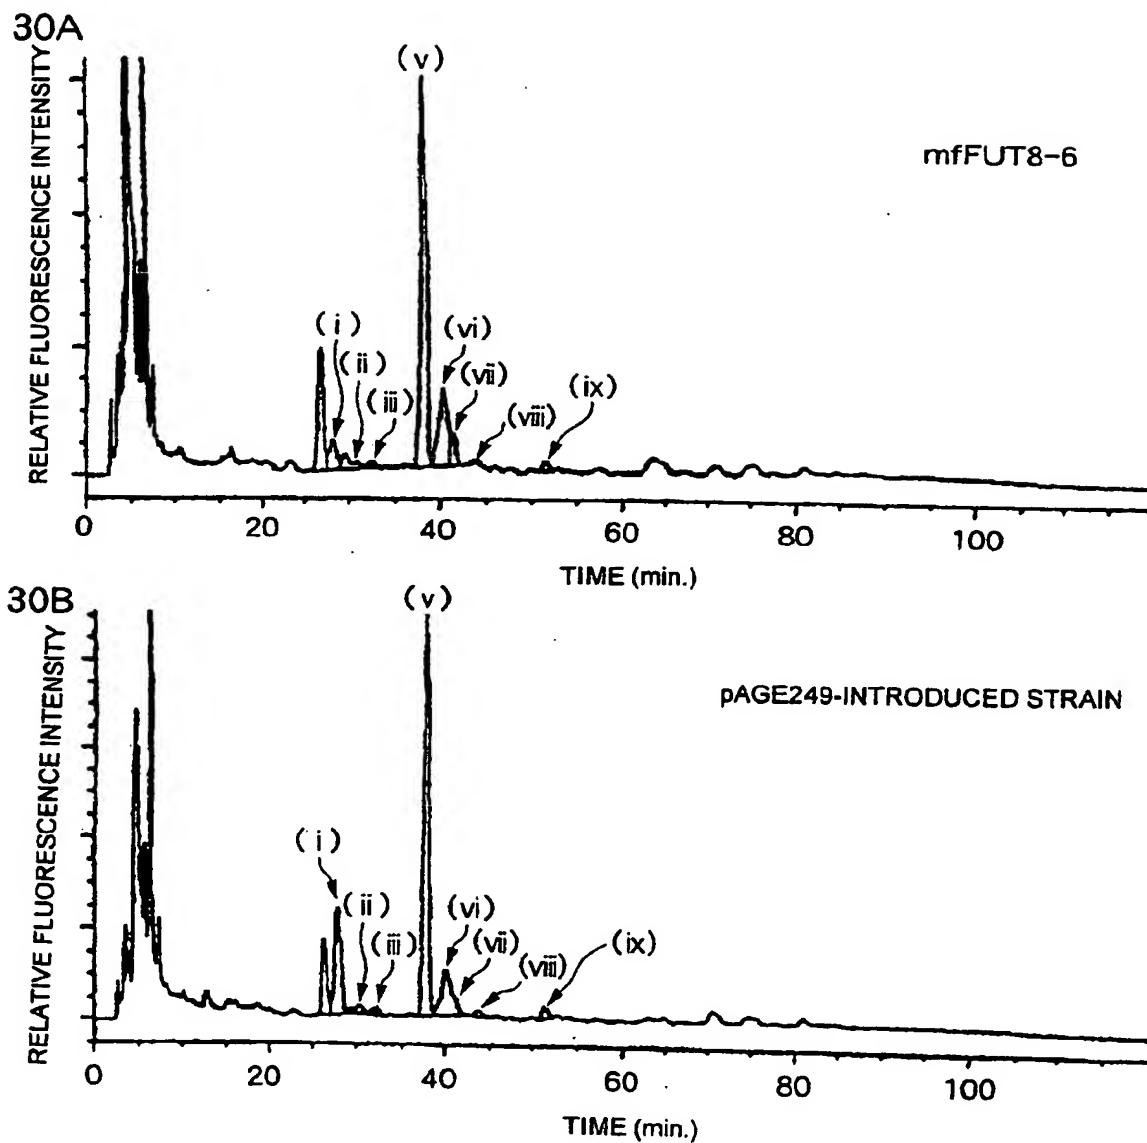 30A
RELATIVE FLUORESCENCE INTENSITY
(v)
mfFUT8-6
(i)
(ii)
(iii)
(vi)
(vii)
(viii)
(ix)
0 20 40 60 80 100
TIME (min.)
30B
RELATIVE FLUORESCENCE INTENSITY
(v)
pAGE249-INTRODUCED STRAIN
(i)
(ii)
(iii)
(vi)
(vii)
(viii)
(ix)
0 20 40 60 80 100
TIME (min.)